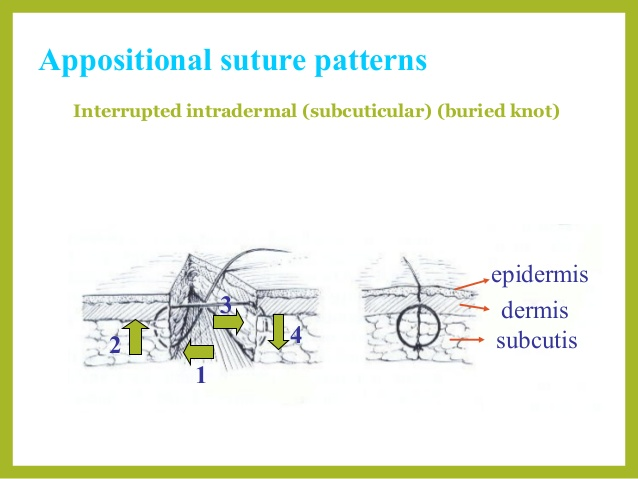 Appositional suture patterns
Interrupted intradermal (subcuticular) (buried knot)
epidermis
dermis
subcutis
3
4
2
1